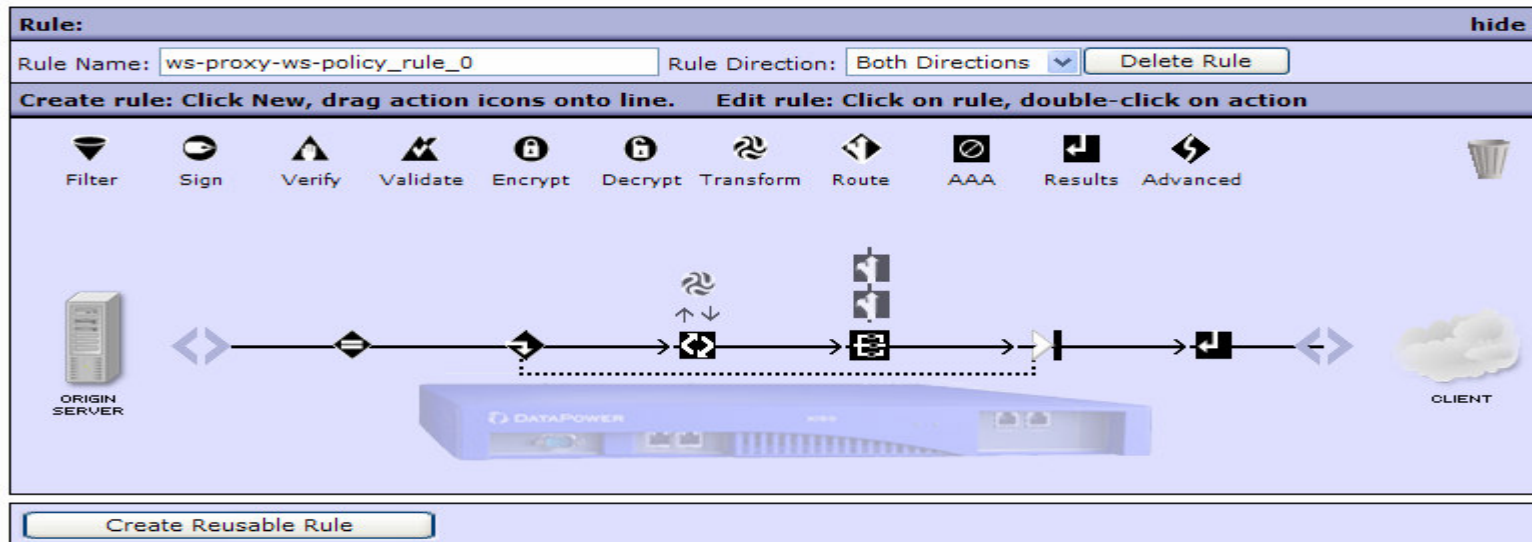 Rule: hide
Rule Name: ws-proxy-ws-policy_rule_0 Rule Direction: Both Directions Delete Rule
Create rule: Click New, drag action icons onto line. Edit rule: Click on rule, double-click on action
Filter Sign Verify Validate Encrypt Decrypt Transform Route AAA Results Advanced
ORIGIN
SERVER
CLIENT
DATAPOWER
Create Reusable Rule